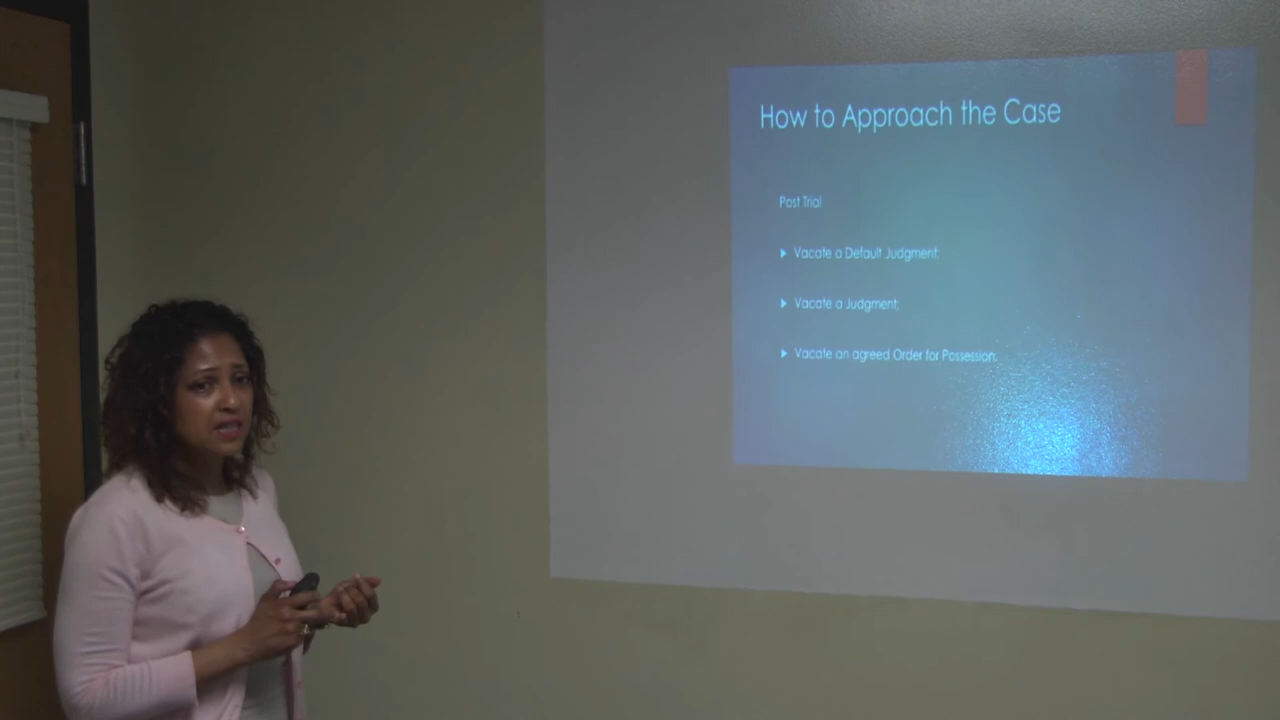 How to Approach the Case
Post Trial
Vacate a Default Judgment:
Vacate a Judgment:
Vacate an agreed Order for Possession: